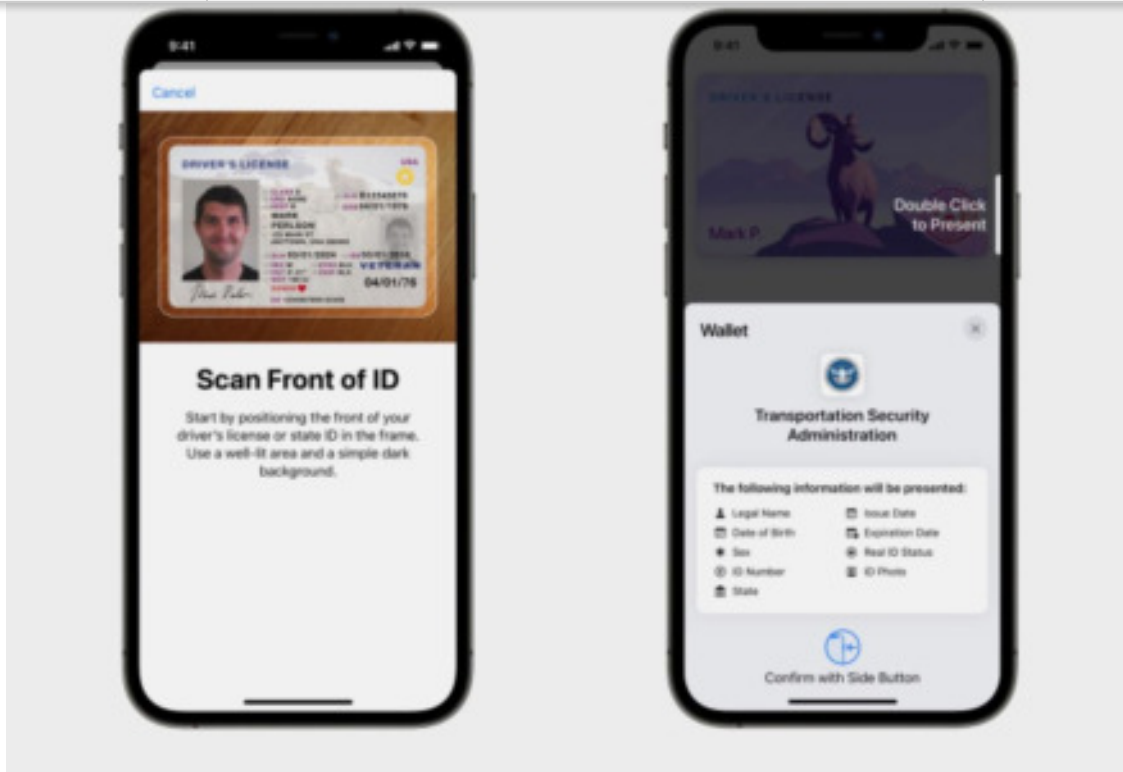 9:41
Cancel
DRIVER'S LICENSE
USA
MARK
PERLSON
VETERAN
04/01/76
Scan Front of ID
Start by positioning the front of your
driver's license or state ID in the frame.
Use a well-lit area and a simple dark
background.
9:41
DRIVER'S LICENSE
Double Click
to Present
Mark P.
Wallet
Transportation Security
Administration
The following information will be presented:
Legal Name
Issue Date
Date of Birth
Expiration Date
Sex
Real ID Status
ID Number
ID Photo
State
Confirm with Side Button